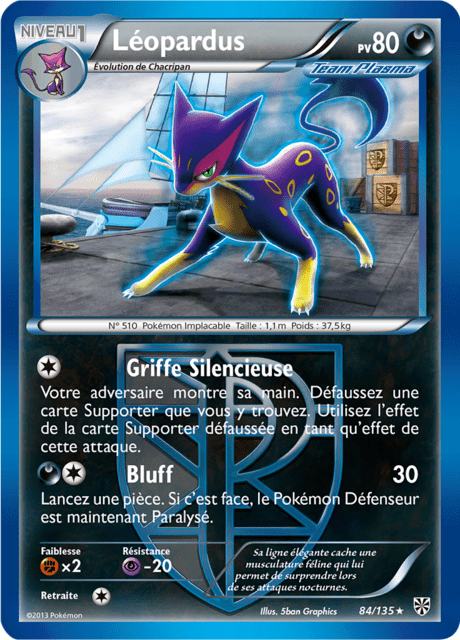 NIVEAU 1
Léopardus
PV 80
Évolution de Chacripan
Team Plasma
N° 510 Pokémon Implacable Taille : 1,1m Poids : 37,5kg
Griffe Silencieuse
Votre adversaire montre sa main. Défaussez une
carte Supporter que vous y trouvez. Utilisez l'effet
de la carte Supporter défaussée en tant qu'effet de
cette attaque.
Bluff 30
Lancez une pièce. Si c'est face, le Pokémon Défenseur
est maintenant Paralysé.
Faiblesse Résistance
×2 -20
Retraite
Sa ligne élégante cache une
musculature féline qui lui
permet de surprendre lors
de ses attaques nocturnes.
©2013 Pokémon
Illus. 5ban Graphics
84/135 ★